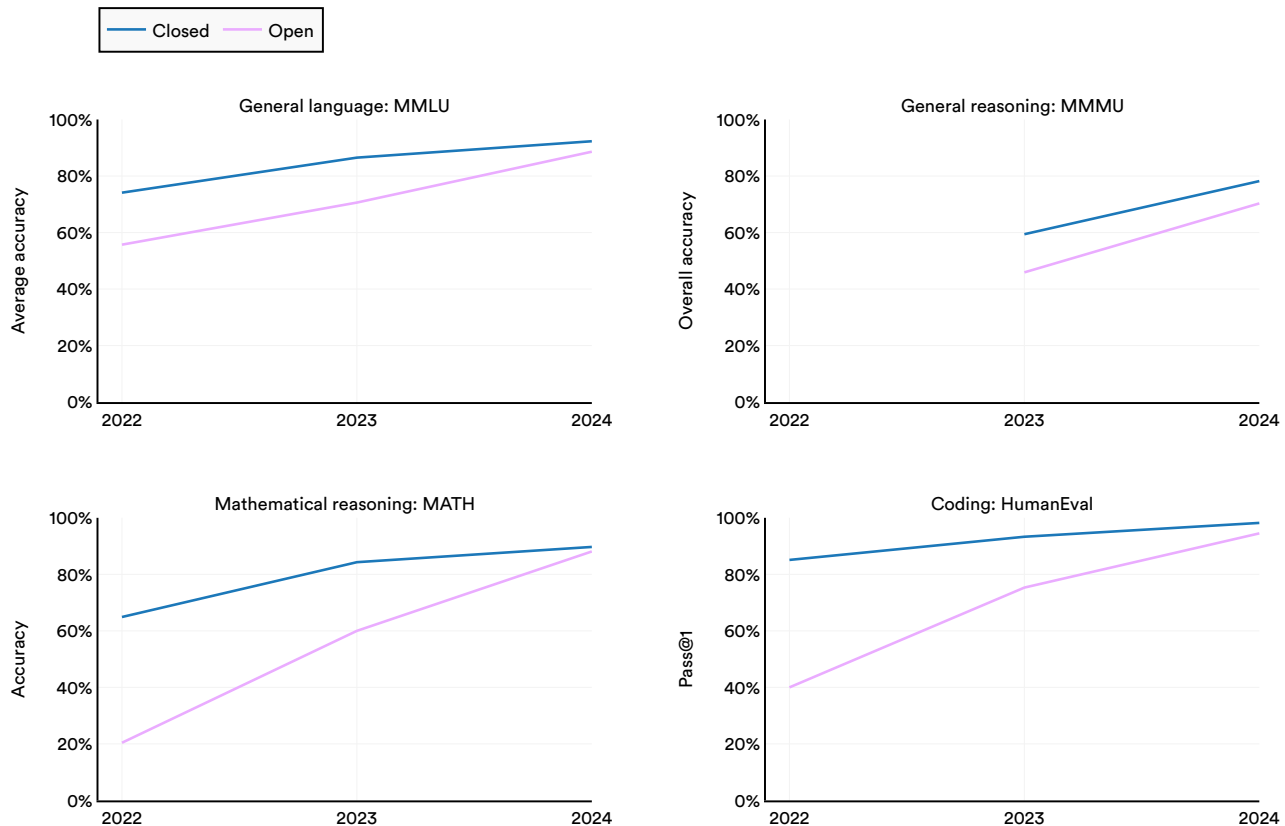 Closed Open
General language: MMLU
100%
80%
60%
40%
20%
0%
Average accuracy
2022 2023 2024
General reasoning: MMMU
100%
80%
60%
40%
20%
0%
Overall accuracy
2022 2023 2024
Mathematical reasoning: MATH
100%
80%
60%
40%
20%
0%
Accuracy
2022 2023 2024
Coding: HumanEval
100%
80%
60%
40%
20%
0%
Pass@1
2022 2023 2024